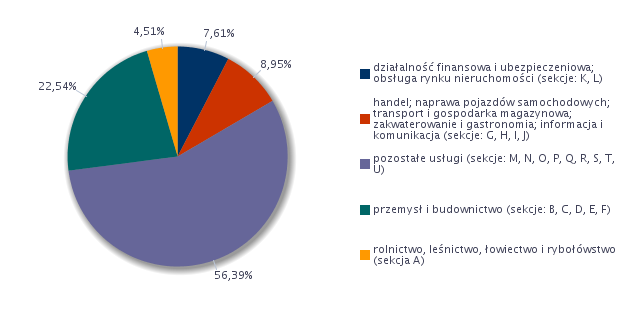 4,51%
7,61%
8,95%
22,54%
56,39%
działalność finansowa i ubezpieczeniowa;
obsługa rynku nieruchomości (sekcje: K, L)
handel; naprawa pojazdów samochodowych;
transport i gospodarka magazynowa;
zakwaterowanie i gastronomia; informacja i
komunikacja (sekcje: G, H, I, J)
pozostałe usługi (sekcje: M, N, O, P, Q, R, S, T,
U)
przemysł i budownictwo (sekcje: B, C, D, E, F)
rolnictwo, leśnictwo, łowiectwo i rybołówstwo
(sekcja A)